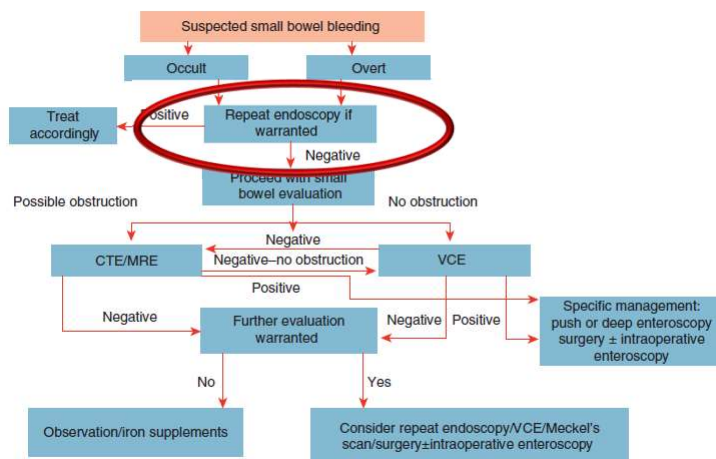 Suspected small bowel bleeding
Occult
Overt
Treat
accordingly
Positive
Repeat endoscopy if
warranted
Negative
Proceed with small
bowel evaluation
Possible obstruction
No obstruction
Negative
CTE/MRE
Negative–no obstruction
VCE
Positive
Specific management:
push or deep enteroscopy
surgery ± intraoperative
enteroscopy
Negative
Further evaluation
warranted
Negative
Positive
No
Yes
Observation/iron supplements
Consider repeat endoscopy/VCE/Meckel's
scan/surgery±intraoperative enteroscopy